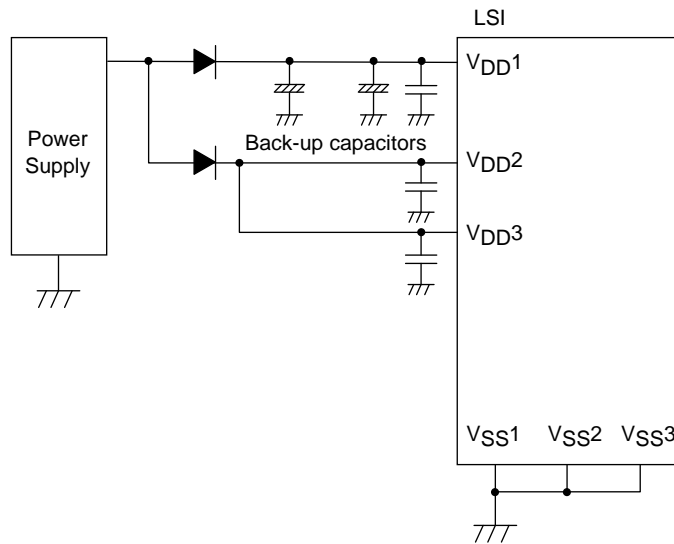 LSI
Power
Supply
VDD1
Back-up capacitors
VDD2
VDD3
VSS1 VSS2 VSS3